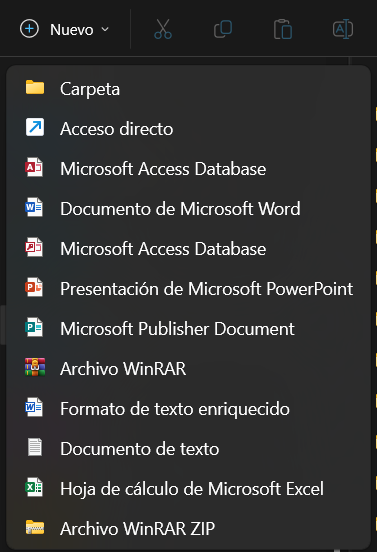 Nuevo
Carpeta
Acceso directo
Microsoft Access Database
Documento de Microsoft Word
Microsoft Access Database
Presentación de Microsoft PowerPoint
Microsoft Publisher Document
Archivo WinRAR
Formato de texto enriquecido
Documento de texto
Hoja de cálculo de Microsoft Excel
Archivo WinRAR ZIP